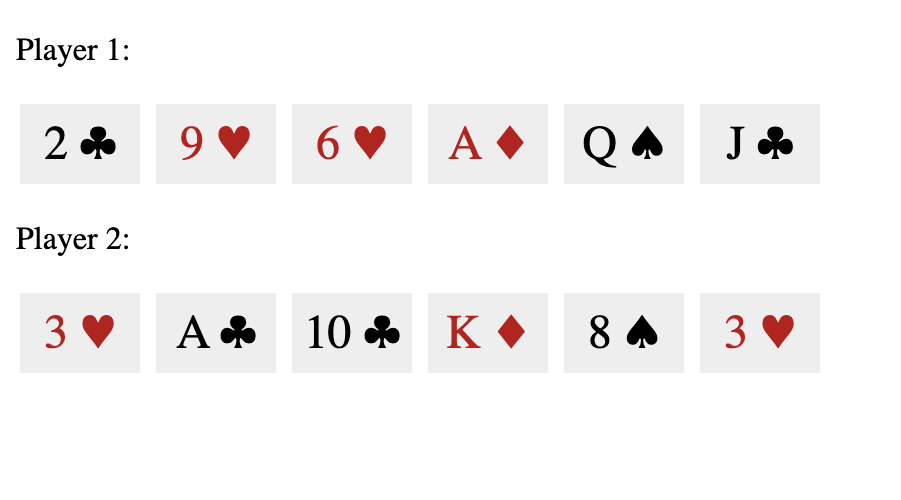 Player 1:
2 ♣ 9 ♥ 6 ♥ A ♦ Q ♠ J ♣
Player 2:
3 ♥ A ♣ 10 ♣ K ♦ 8 ♠ 3 ♥